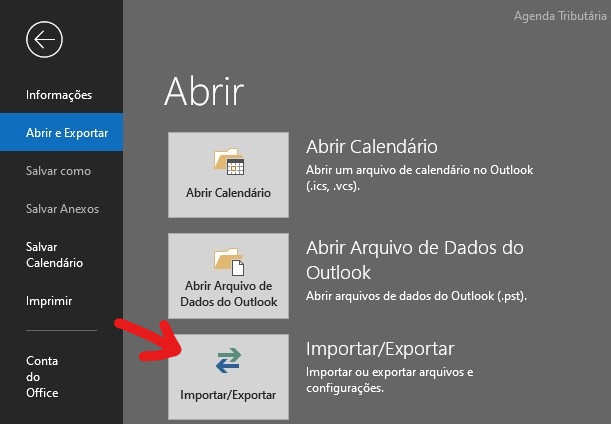 Agenda Tributária
Informações
Abrir e Exportar
Salvar como
Salvar Anexos
Salvar
Calendário
Imprimir
Conta
do
Office
Abrir
Abrir Calendário
Abrir Calendário
Abrir um arquivo de calendário no Outlook
(.ics, .vcs).
Abrir Arquivo de
Dados do Outlook
Abrir Arquivo de Dados do
Outlook
Abrir arquivos de dados do Outlook (.pst).
Importar/Exportar
Importar/Exportar
Importar ou exportar arquivos e
configurações.